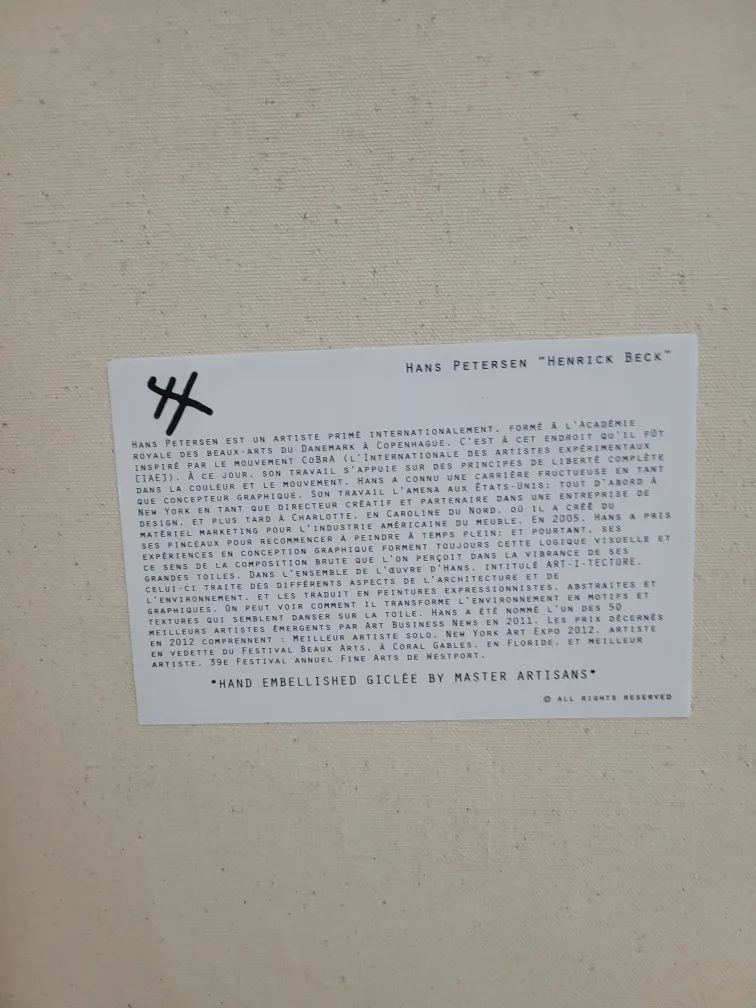 HANS PETERSEN "HENRICK BECK"
HANS PETERSEN EST UN ARTISTE PRIMÉ INTERNATIONALEMENT, FORMÉ À L'ACADÉMIE
ROYALE DES BEAUX-ARTS DU DANEMARK À COPENHAGUE. C'EST À CET ENDROIT QU'IL FÛT
INSPIRÉ PAR LE MOUVEMENT COBRA (L'INTERNATIONALE DES ARTISTES EXPÉRIMENTAUX
[IAE]). À CE JOUR, SON TRAVAIL S'APPUIE SUR DES PRINCIPES DE LIBERTÉ COMPLÈTE
DANS LA COULEUR ET LE MOUVEMENT. HANS A CONNU UNE CARRIÈRE FRUCTUEUSE EN TANT
QUE CONCEPTEUR GRAPHIQUE. SON TRAVAIL L'AMENA AUX ÉTATS-UNIS; TOUT D'ABORD À
NEW YORK EN TANT QUE DIRECTEUR CRÉATIF ET PARTENAIRE DANS UNE ENTREPRISE DE
DESIGN, ET PLUS TARD À CHARLOTTE, EN CAROLINE DU NORD, OÙ IL A CRÉÉ DU
MATÉRIEL MARKETING POUR L'INDUSTRIE AMÉRICAINE DU MEUBLE. EN 2005, HANS A PRIS
SES PINCEAUX POUR RECOMMENCER À PEINDRE À TEMPS PLEIN; ET POURTANT, SES
EXPÉRIENCES EN CONCEPTION GRAPHIQUE FORMENT TOUJOURS CETTE LOGIQUE VISUELLE ET
CE SENS DE LA COMPOSITION BRUTE QUE L'ON PERÇOIT DANS LA VIBRANCE DE SES
GRANDES TOILES. DANS L'ENSEMBLE DE L'ŒUVRE D'HANS, INTITULÉ ART-I-TECTURE,
CELUI-CI TRAITE DES DIFFÉRENTS ASPECTS DE L'ARCHITECTURE ET DE
L'ENVIRONNEMENT, ET LES TRADUIT EN PEINTURES EXPRESSIONNISTES, ABSTRAITES ET
GRAPHIQUES. ON PEUT VOIR COMMENT IL TRANSFORME L'ENVIRONNEMENT EN MOTIFS ET
TEXTURES QUI SEMBLENT DANSER SUR LA TOILE. HANS A ÉTÉ NOMMÉ L'UN DES 50
MEILLEURS ARTISTES ÉMERGENTS PAR ART BUSINESS NEWS EN 2011. LES PRIX DÉCERNÉS
EN 2012 COMPRENNENT : MEILLEUR ARTISTE SOLO, NEW YORK ART EXPO 2012, ARTISTE
EN VEDETTE DU FESTIVAL BEAUX ARTS, À CORAL GABLES, EN FLORIDE, ET MEILLEUR
ARTISTE, 39E FESTIVAL ANNUEL FINE ARTS DE WESTPORT.
*HAND EMBELLISHED GICLÉE BY MASTER ARTISANS*
© ALL RIGHTS RESERVED